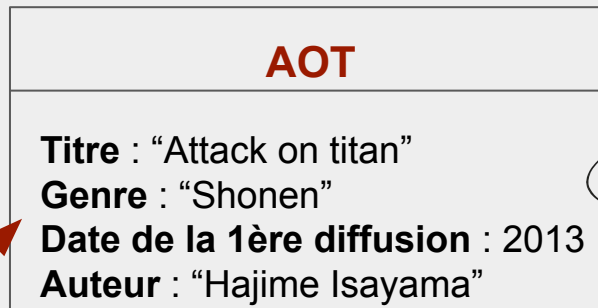 AOT
Titre : “Attack on titan”
Genre : “Shonen”
Date de la 1ère diffusion : 2013
Auteur : “Hajime Isayama”